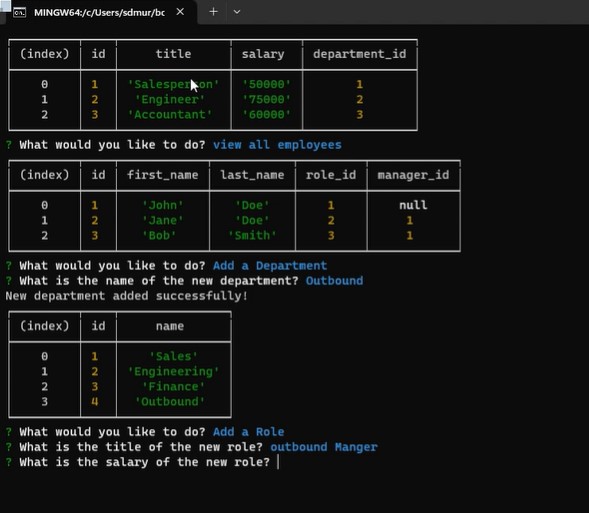 MINGW64:/c/Users/sdmur/bc
(index) id title salary department_id
0 1 'Salesperson' '50000' 1
1 2 'Engineer' '75000' 2
2 3 'Accountant' '60000' 3
? What would you like to do? view all employees
(index) id first_name last_name role_id manager_id
0 1 'John' 'Doe' 1 null
1 2 'Jane' 'Doe' 2 1
2 3 'Bob' 'Smith' 3 1
? What would you like to do? Add a Department
? What is the name of the new department? Outbound
New department added successfully!
(index) id name
0 1 'Sales'
1 2 'Engineering'
2 3 'Finance'
3 4 'Outbound'
? What would you like to do? Add a Role
? What is the title of the new role? outbound Manger
? What is the salary of the new role?